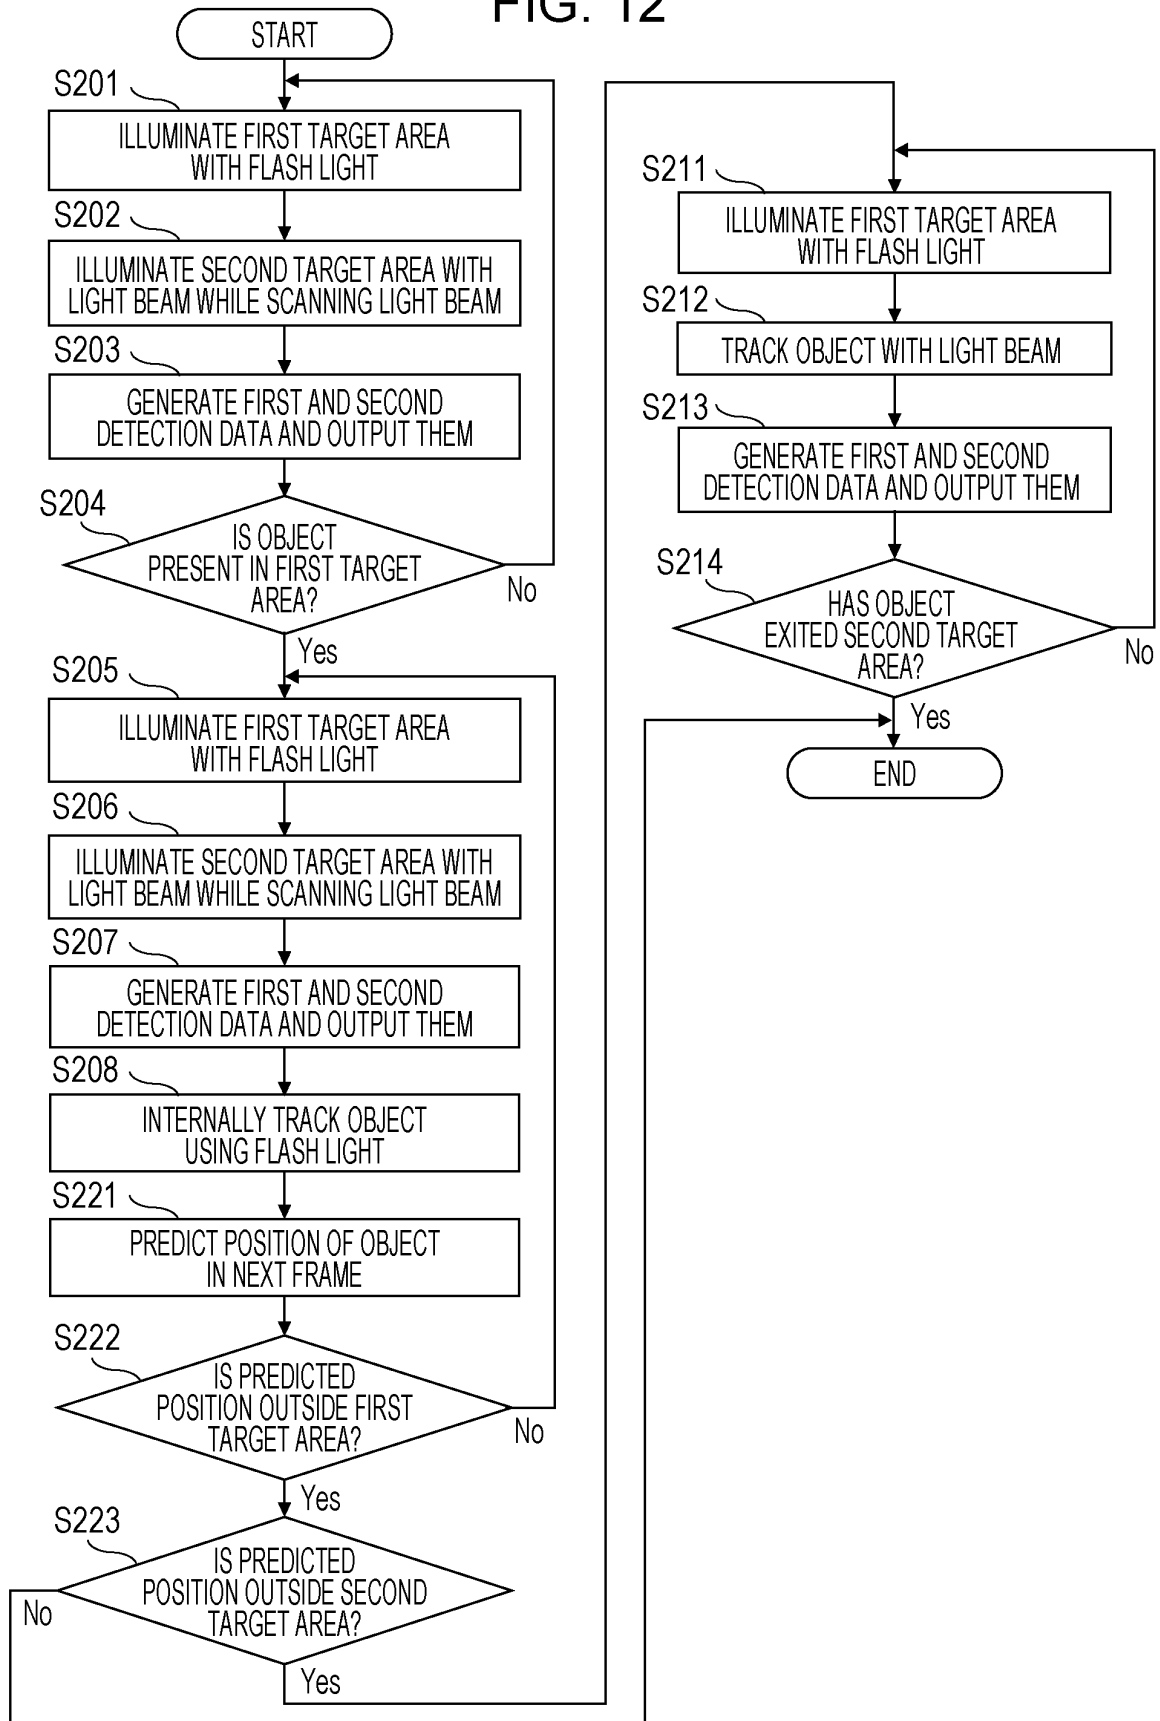 FIG. 12
START
S201
ILLUMINATE FIRST TARGET AREA
WITH FLASH LIGHT
S202
ILLUMINATE SECOND TARGET AREA WITH
LIGHT BEAM WHILE SCANNING LIGHT BEAM
S203
GENERATE FIRST AND SECOND
DETECTION DATA AND OUTPUT THEM
S204
IS OBJECT
PRESENT IN FIRST TARGET
AREA?
No
Yes
S205
ILLUMINATE FIRST TARGET AREA
WITH FLASH LIGHT
S206
ILLUMINATE SECOND TARGET AREA WITH
LIGHT BEAM WHILE SCANNING LIGHT BEAM
S207
GENERATE FIRST AND SECOND
DETECTION DATA AND OUTPUT THEM
S208
INTERNALLY TRACK OBJECT
USING FLASH LIGHT
S221
PREDICT POSITION OF OBJECT
IN NEXT FRAME
S222
IS PREDICTED
POSITION OUTSIDE FIRST
TARGET AREA?
No
Yes
S223
IS PREDICTED
POSITION OUTSIDE SECOND
TARGET AREA?
No
Yes
S211
ILLUMINATE FIRST TARGET AREA
WITH FLASH LIGHT
S212
TRACK OBJECT WITH LIGHT BEAM
S213
GENERATE FIRST AND SECOND
DETECTION DATA AND OUTPUT THEM
S214
HAS OBJECT
EXITED SECOND TARGET
AREA?
No
Yes
END